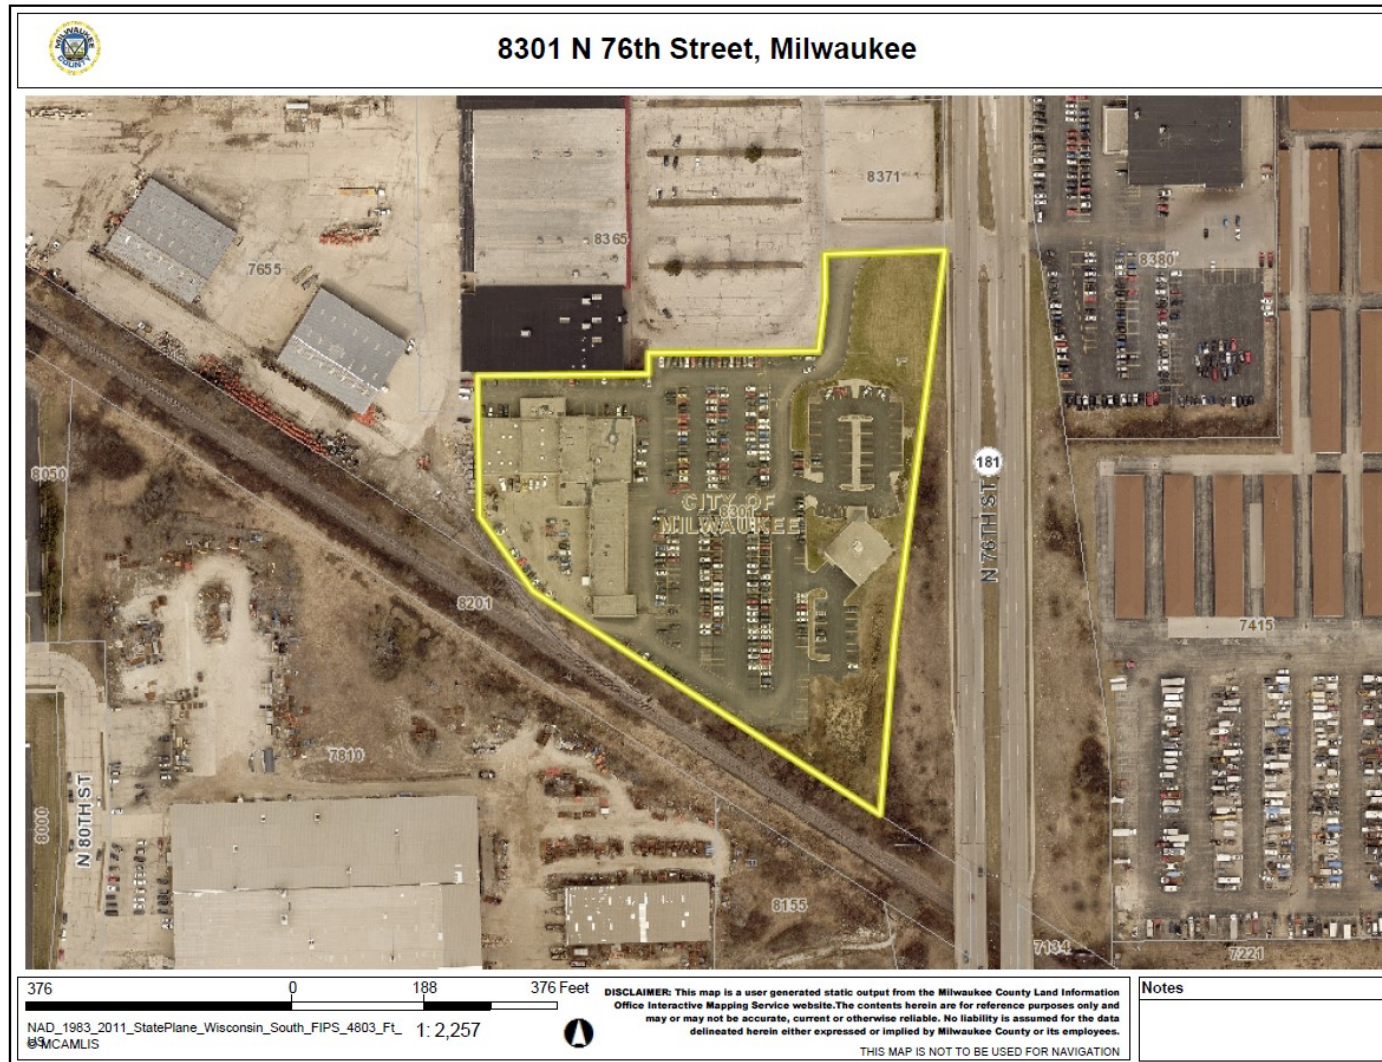 MILWAUKEE
COUNTY
8301 N 76th Street, Milwaukee
8371
8365
7655
8380
8050
181
CITY OF
8301
MILWAUKEE
N 76TH ST
8201
7415
7810
N 80TH ST
8000
8155
7134
7221
376 0 188 376 Feet
NAD_1983_2011_StatePlane_Wisconsin_South_FIPS_4803_Ft_
US
© MCAMLIS
1: 2,257
DISCLAIMER: This map is a user generated static output from the Milwaukee County Land Information
Office Interactive Mapping Service website.The contents herein are for reference purposes only and
may or may not be accurate, current or otherwise reliable. No liability is assumed for the data
delineated herein either expressed or implied by Milwaukee County or its employees.
THIS MAP IS NOT TO BE USED FOR NAVIGATION
Notes